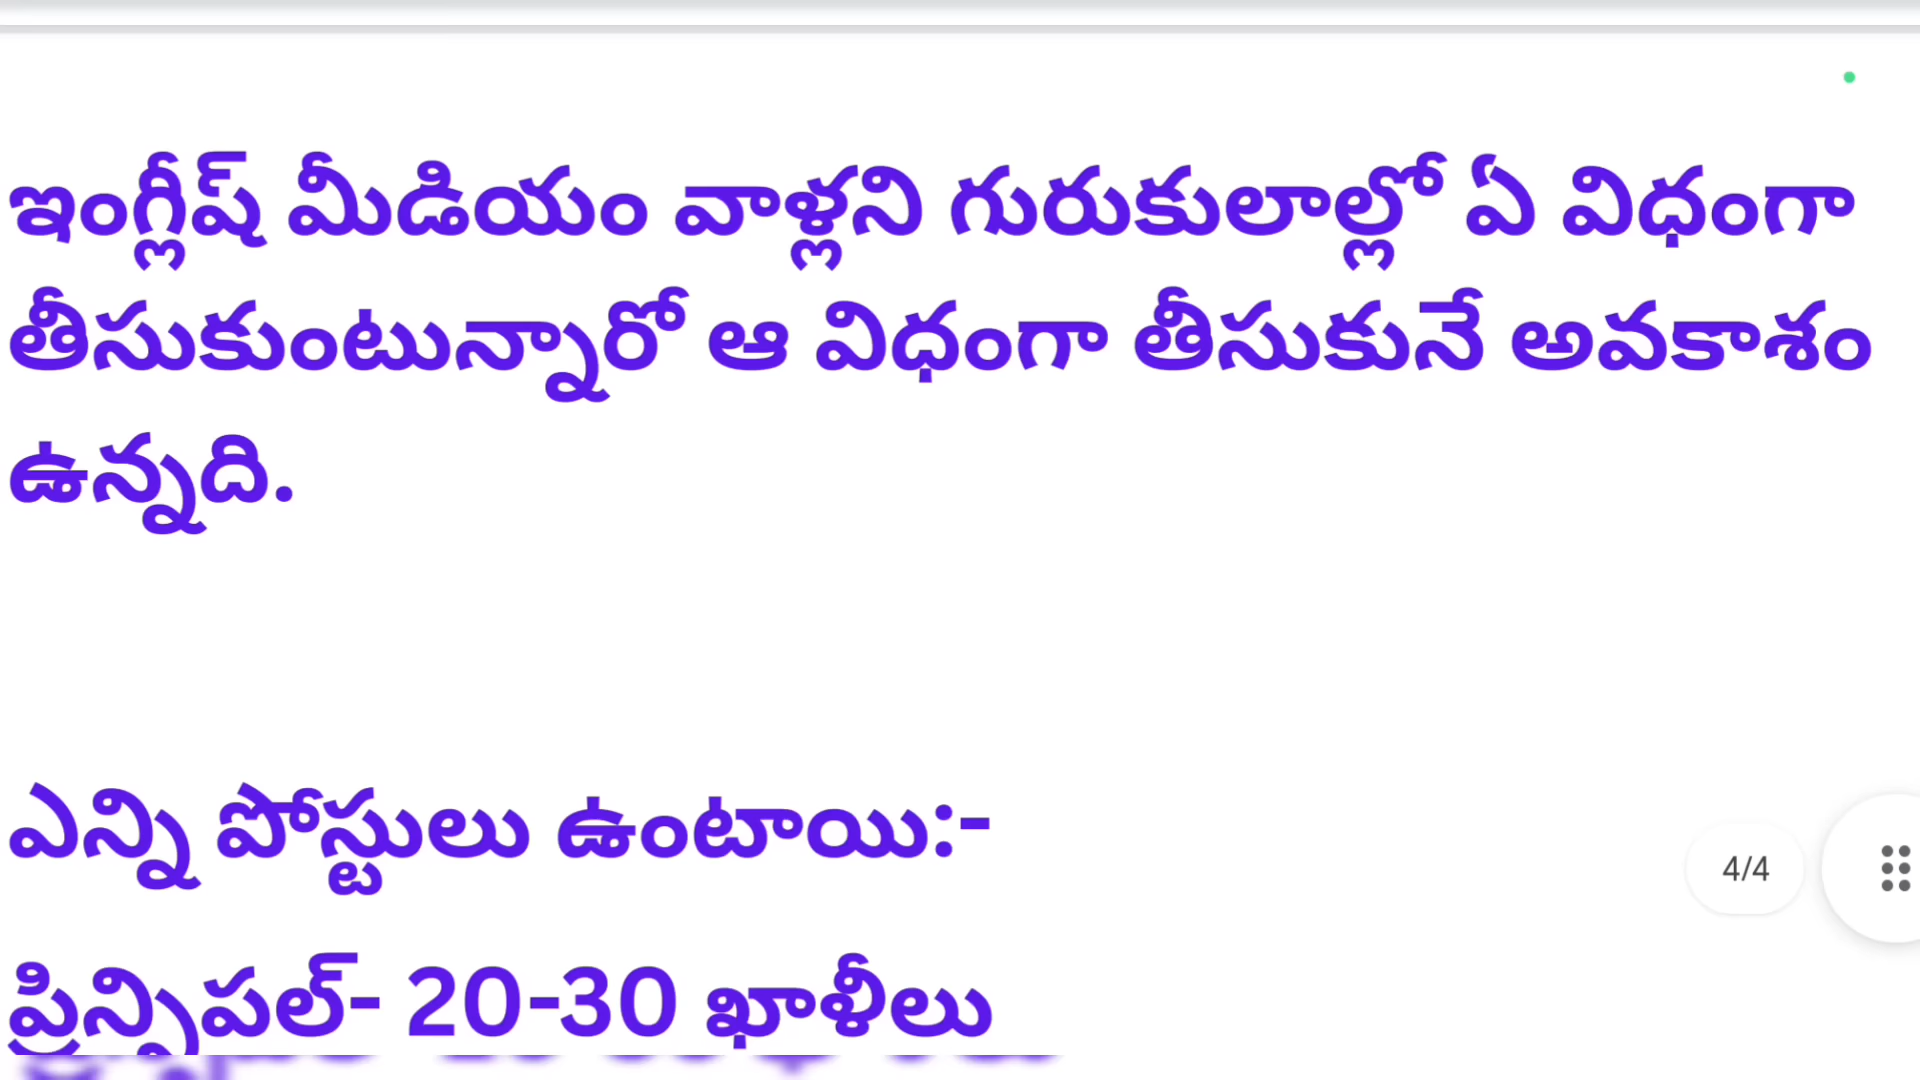 ఇంగ్లీష్ మీడియం వాళ్లని గురుకులాల్లో ఏ విధంగా
తీసుకుంటున్నారో ఆ విధంగా తీసుకునే అవకాశం
ఉన్నది.
ఎన్ని పోస్టులు ఉంటాయి:-
4/4
ప్రిన్సిపల్- 20-30 ఖాళీలు